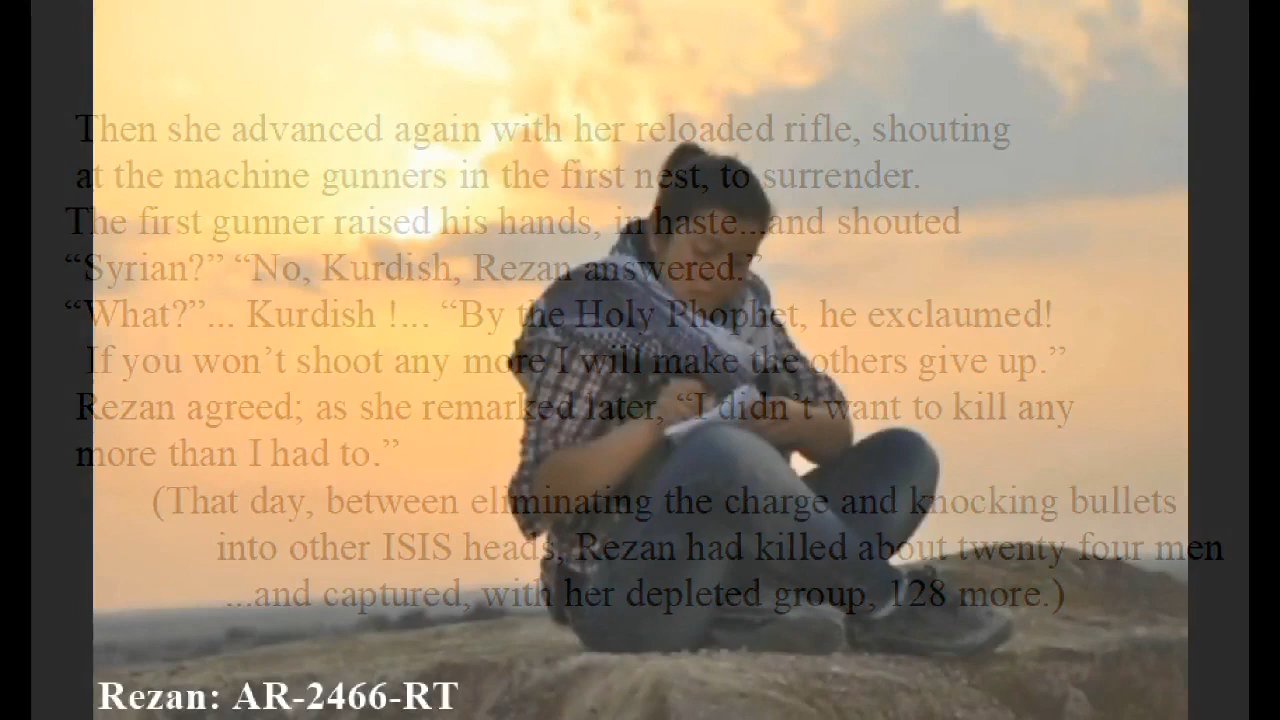 Then she advanced again with her reloaded rifle, shouting
at the machine gunners in the first nest, to surrender.
The first gunner raised his hands, in haste...and shouted
“Syrian?” “No, Kurdish, Rezan answered.”
“What?”... Kurdish !... “By the Holy Phophet, he exclaumed!
If you won’t shoot any more I will make the others give up.”
Rezan agreed; as she remarked later, “I didn’t want to kill any
more than I had to.”
(That day, between eliminating the charge and knocking bullets
into other ISIS heads, Rezan had killed about twenty four men
...and captured, with her depleted group, 128 more.)
Rezan: AR-2466-RT